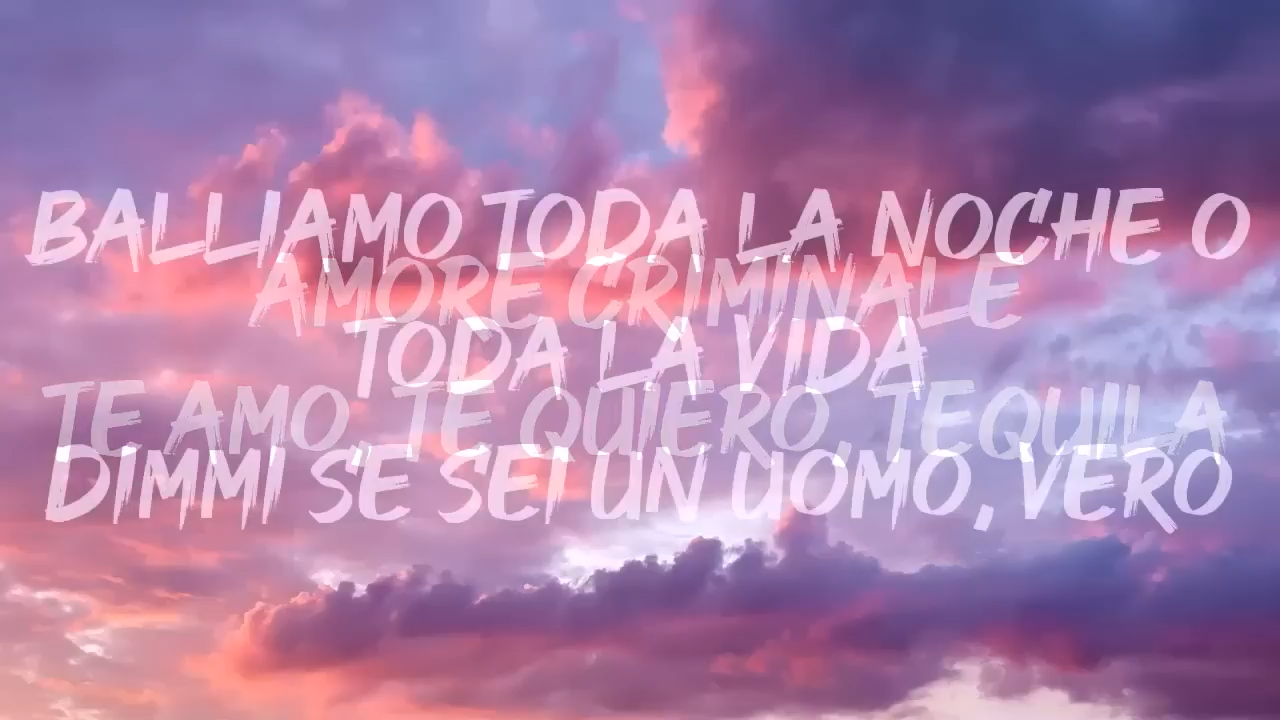 BALLIAMO TODA LA NOCHE O
AMORE CRIMINALE
TODA LA VIDA
TE AMO, TE QUIERO, TEQUILA
DIMMI SE SEI UN UOMO, VERO